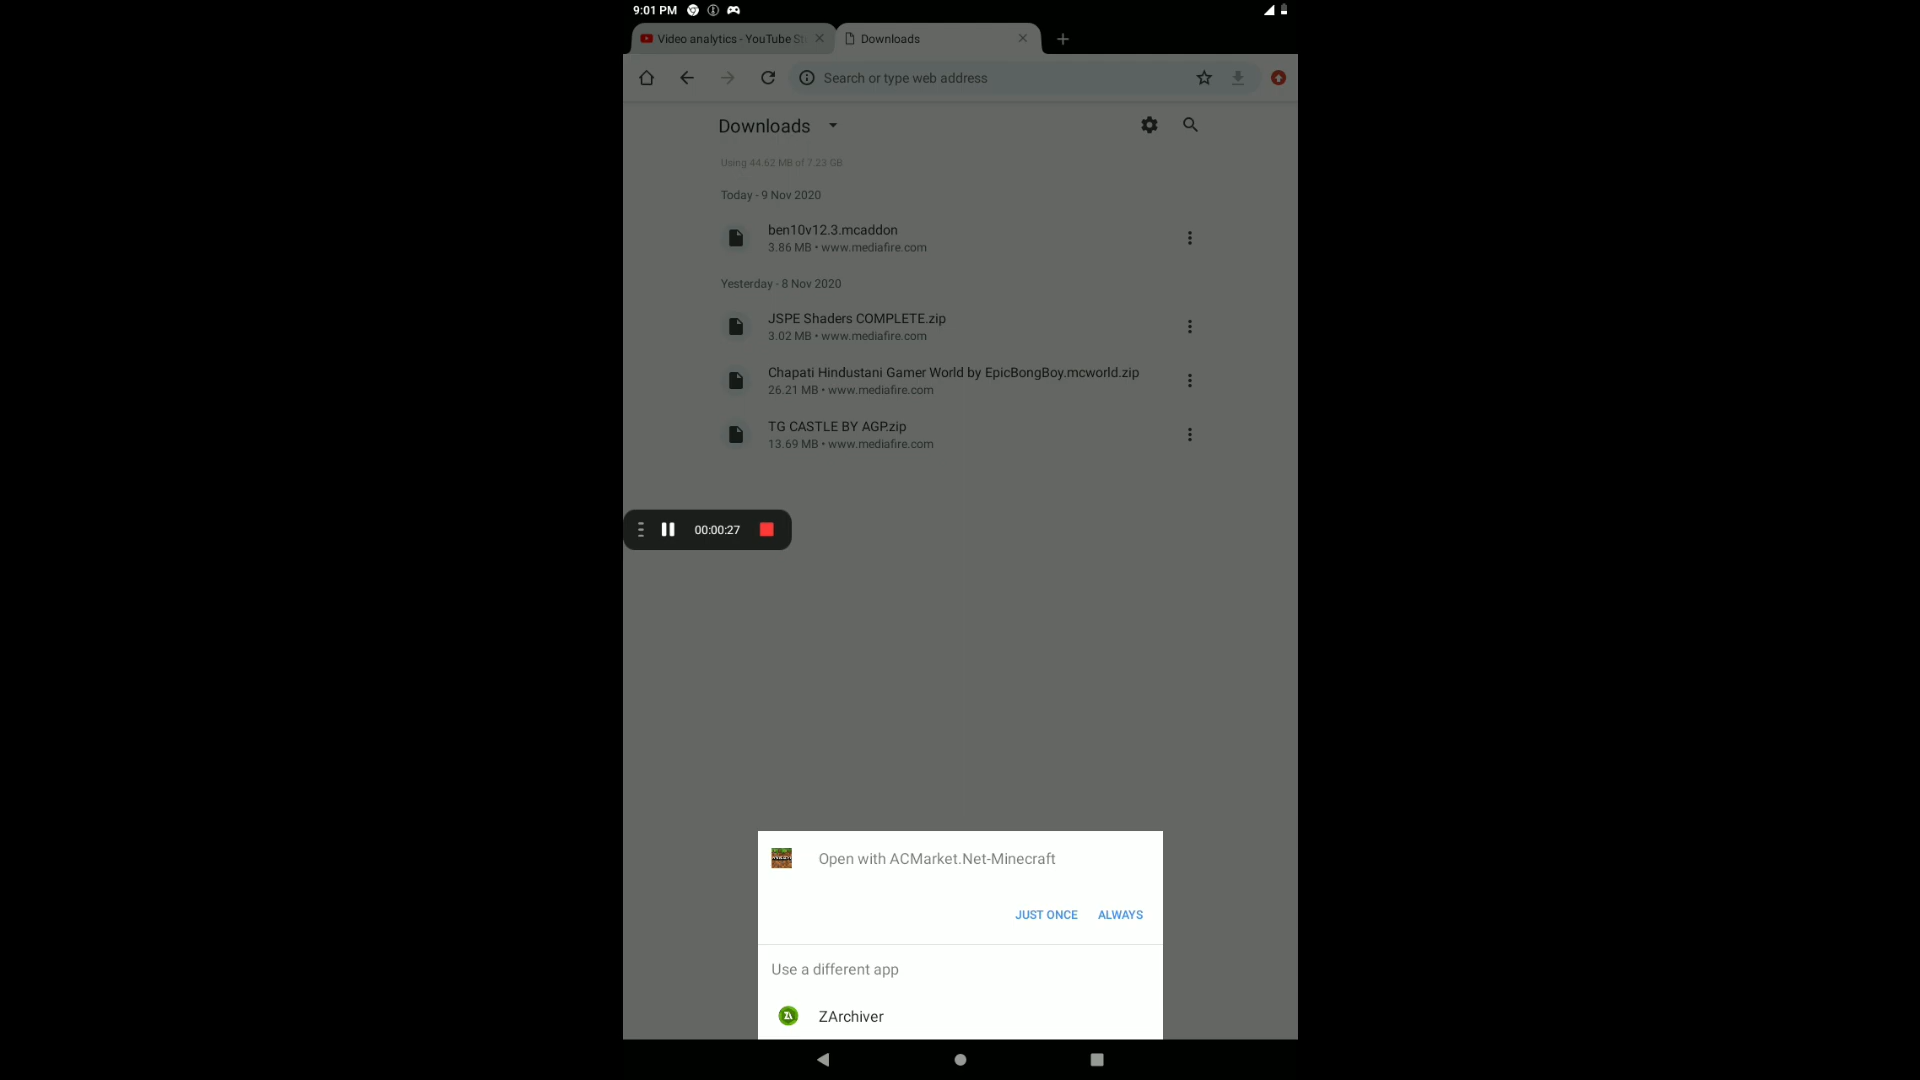 9:01 PM
Video analytics - YouTube St
Downloads
Search or type web address
Downloads
Using 44.62 MB of 7.23 GB
Today - 9 Nov 2020
ben10v12.3.mcaddon
3.86 MB • www.mediafire.com
Yesterday - 8 Nov 2020
JSPE Shaders COMPLETE.zip
3.02 MB • www.mediafire.com
Chapati Hindustani Gamer World by EpicBongBoy.mcworld.zip
26.21 MB • www.mediafire.com
TG CASTLE BY AGP.zip
13.69 MB • www.mediafire.com
00:00:27
Open with ACMarket.Net-Minecraft
JUST ONCE
ALWAYS
Use a different app
ZArchiver